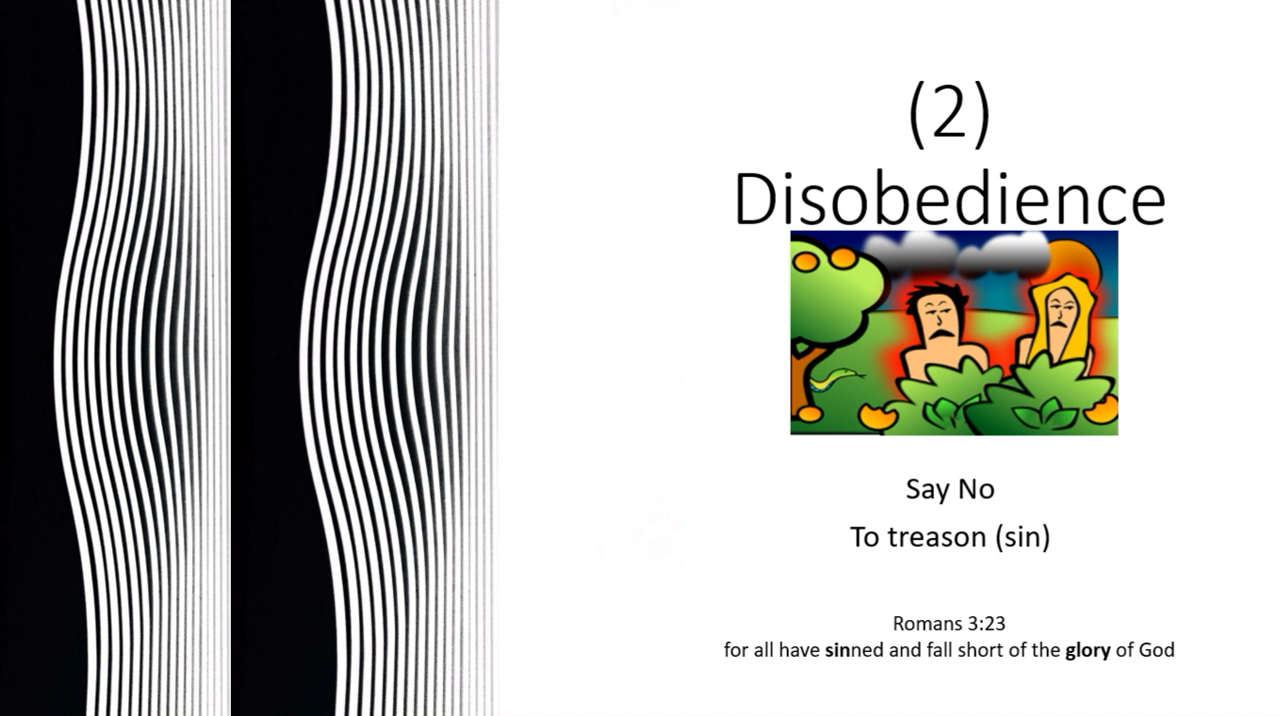 (2)
Disobedience
Say No
To treason (sin)
Romans 3:23
for all have sinned and fall short of the glory of God